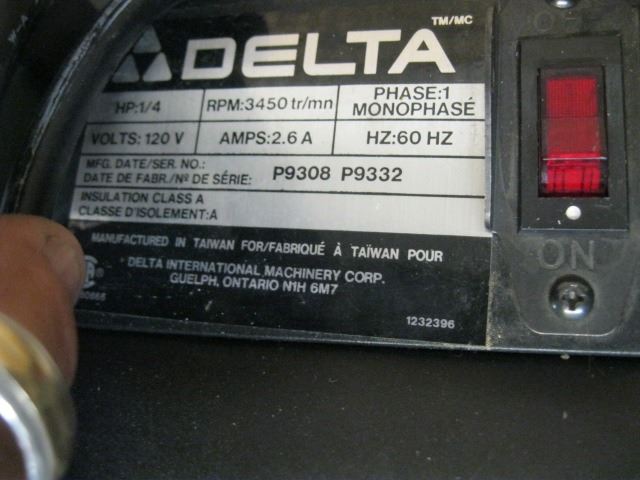 TM/MC
DELTA
HP:1/4 RPM:3450 tr/mn PHASE:1 MONOPHASÉ
VOLTS: 120 V AMPS:2.6 A HZ:60 HZ
MFG. DATE/SER. NO.:
DATE DE FABR./Nº DE SÉRIE: P9308 P9332
INSULATION CLASS A
CLASSE D'ISOLEMENT:A
MANUFACTURED IN TAIWAN FOR/FABRIQUÉ À TAÏWAN POUR
DELTA INTERNATIONAL MACHINERY CORP.
GUELPH, ONTARIO N1H 6M7
1232396
OFF
ON